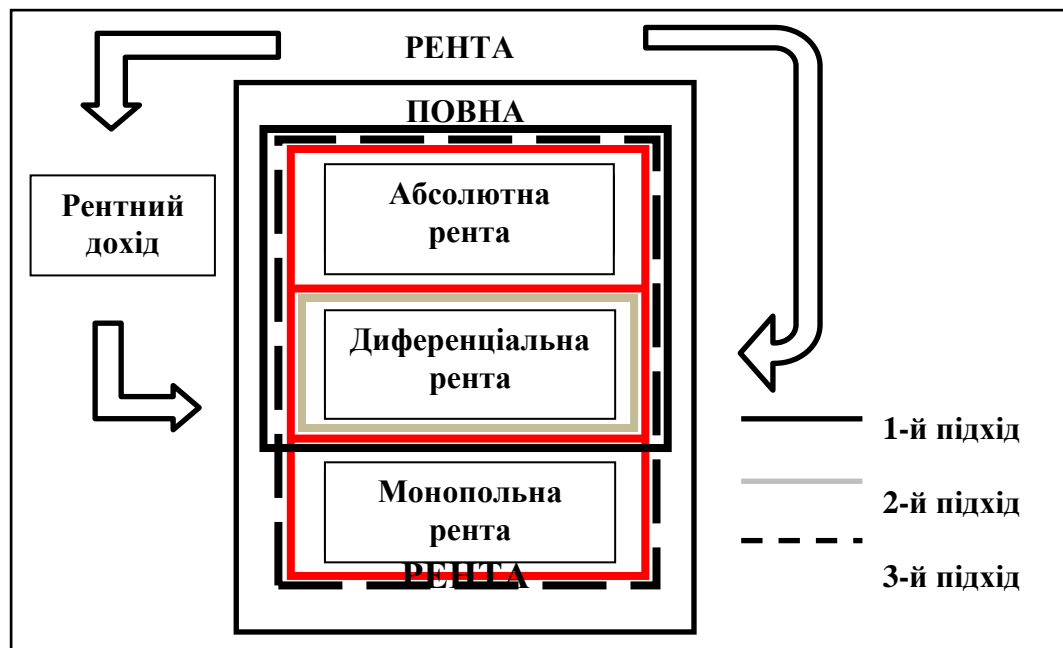 РЕНТА
ПОВНА
Абсолютна
рента
Рентний
дохід
Диференціальна
рента
Монопольна
рента
РЕНТА
1-й підхід
2-й підхід
3-й підхід